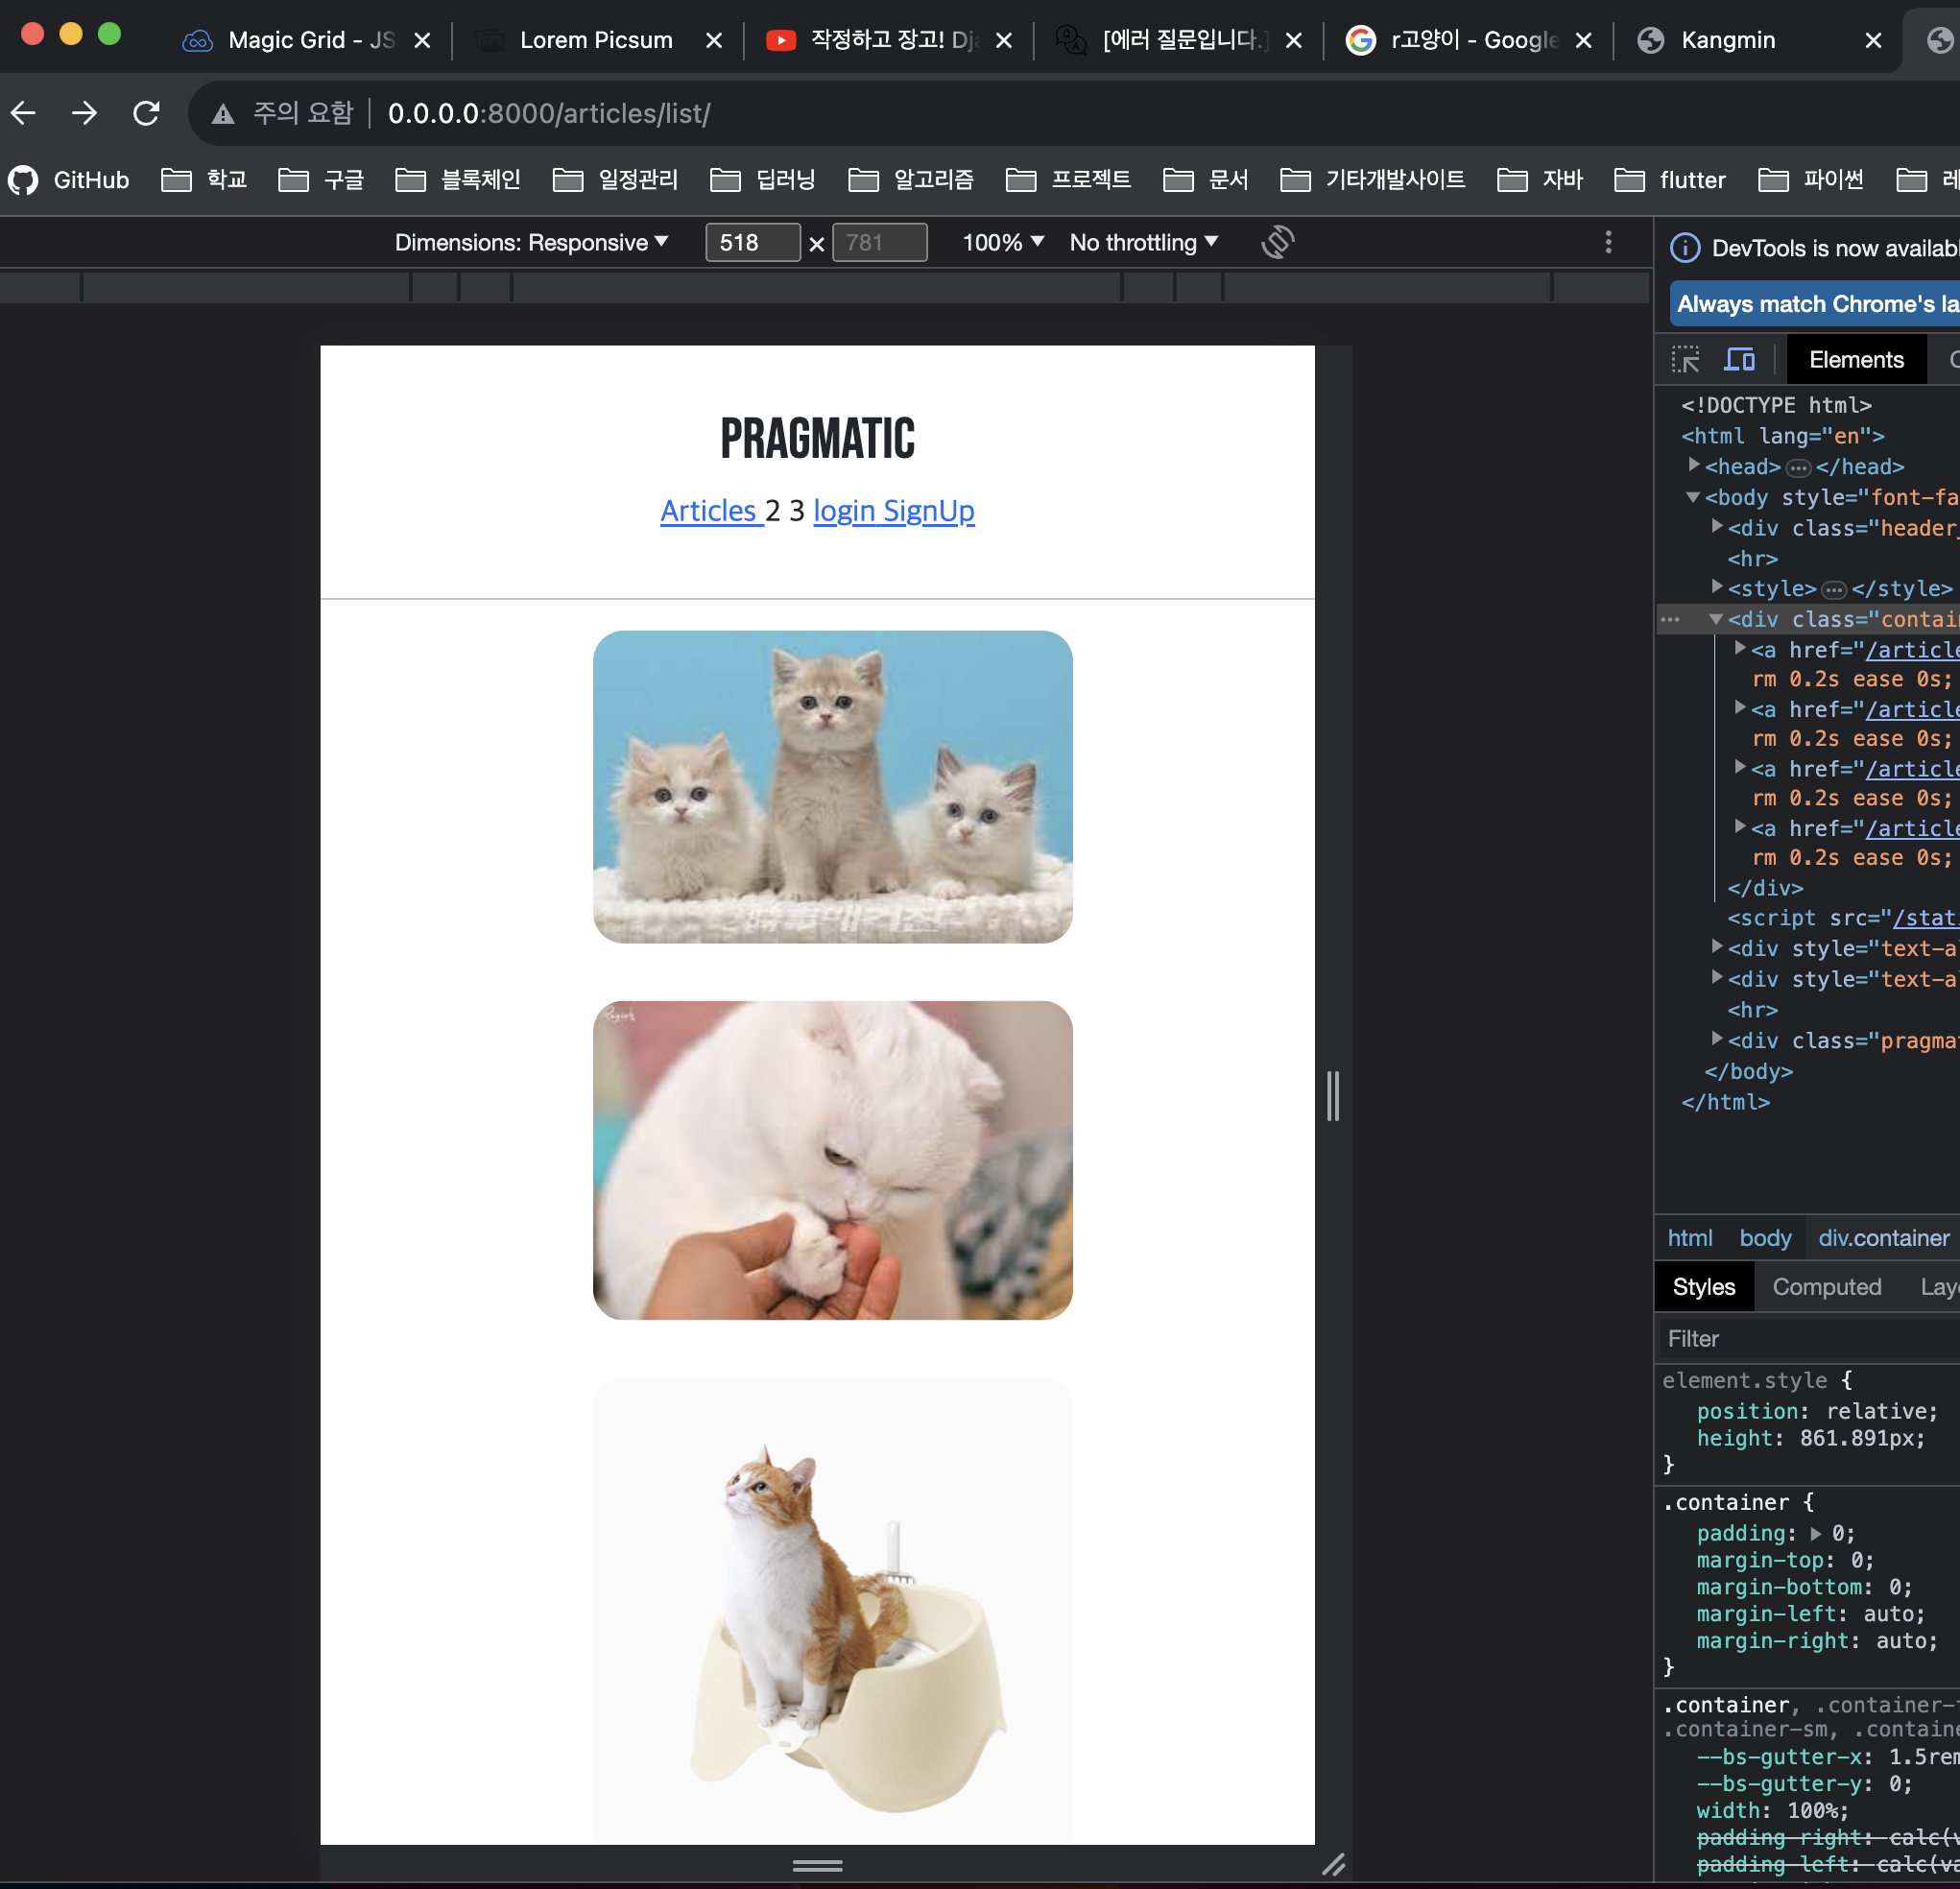 Magic Grid - JS
Lorem Picsum
작정하고 장고! Dja
[에러 질문입니다.]
r고양이 - Google
Kangmin
주의 요함
0.0.0.0:8000/articles/list/
GitHub 학교 구글 블록체인 일정관리 딥러닝 알고리즘 프로젝트 문서 기타개발사이트 자바 flutter 파이썬 레
Dimensions: Responsive 518 × 781 100% No throttling
DevTools is now availabl
Always match Chrome's la
Elements
PRAGMATIC
Articles 2 3 login SignUp
<!DOCTYPE html>
<html lang="en">
<head> ••• </head>
<body style="font-fa
<div class="header_
<hr>
<style> ••• </style>
••• <div class="contain
<a href="/article
rm 0.2s ease 0s;
<a href="/article
rm 0.2s ease 0s;
<a href="/article
rm 0.2s ease 0s;
<a href="/article
rm 0.2s ease 0s;
</div>
<script src="/stat
<div style="text-a
<div style="text-a
<hr>
<div class="pragma
</body>
</html>
html body div.container
Styles Computed Lay
Filter
element.style {
position: relative;
height: 861.891px;
}
.container {
padding: 0;
margin-top: 0;
margin-bottom: 0;
margin-left: auto;
margin-right: auto;
}
.container, .container-
.container-sm, .containe
--bs-gutter-x: 1.5rem
--bs-gutter-y: 0;
width: 100%;
padding-right: calc(v
padding-left: calc(va